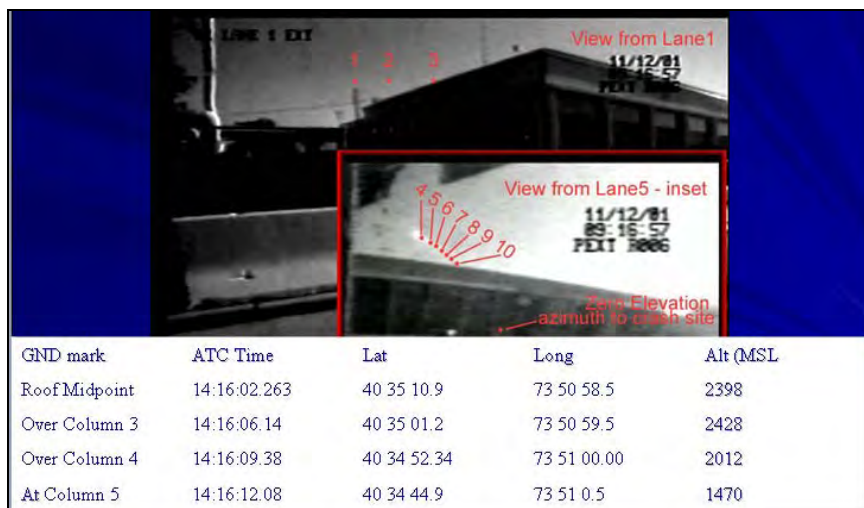 LANE 1 EXT
View from Lane1
1 2 3
11/12/01
09:16:57
PEXT R006
View from Lane5 - inset
4 5 6 7 8 9 10
11/12/01
09:16:57
PEXT R006
Zero Elevation
azimuth to crash site
GND mark ATC Time Lat Long Alt (MSL
Roof Midpoint 14:16:02.263 40 35 10.9 73 50 58.5 2398
Over Column 3 14:16:06.14 40 35 01.2 73 50 59.5 2428
Over Column 4 14:16:09.38 40 34 52.34 73 51 00.00 2012
At Column 5 14:16:12.08 40 34 44.9 73 51 0.5 1470